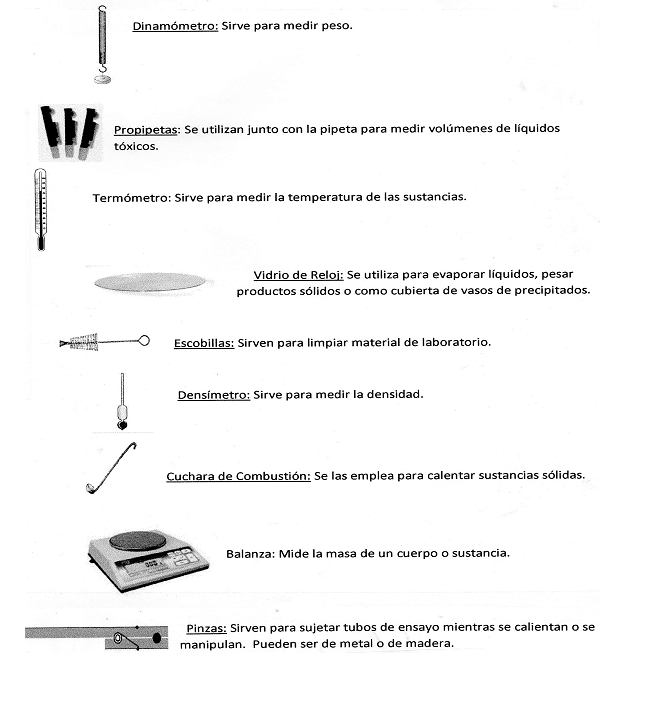 Dinamómetro: Sirve para medir peso.
Propipetas: Se utilizan junto con la pipeta para medir volúmenes de líquidos
tóxicos.
Termómetro: Sirve para medir la temperatura de las sustancias.
Vidrio de Reloj: Se utiliza para evaporar líquidos, pesar
productos sólidos o como cubierta de vasos de precipitados.
Escobillas: Sirven para limpiar material de laboratorio.
Densímetro: Sirve para medir la densidad.
Cuchara de Combustión: Se las emplea para calentar sustancias sólidas.
Balanza: Mide la masa de un cuerpo o sustancia.
Pinzas: Sirven para sujetar tubos de ensayo mientras se calientan o se
manipulan. Pueden ser de metal o de madera.